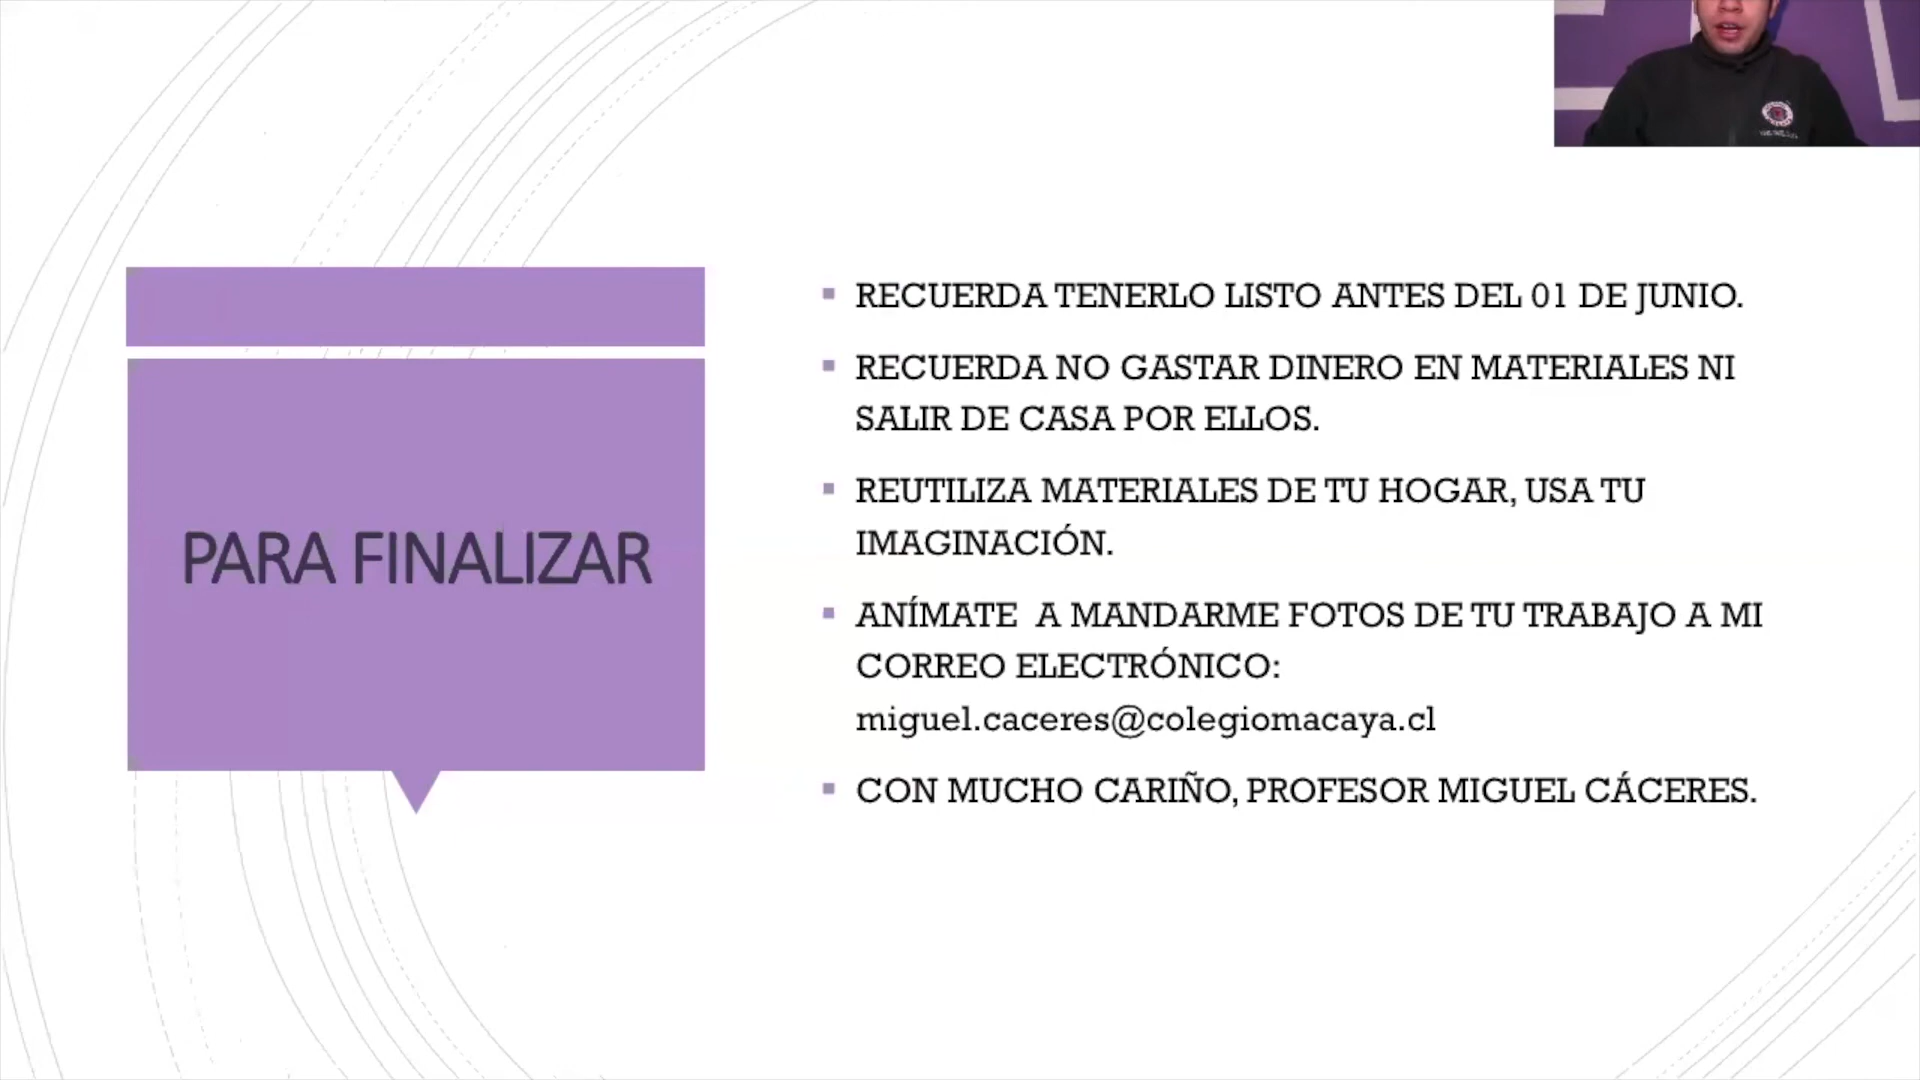 PARA FINALIZAR
RECUERDA TENERLO LISTO ANTES DEL 01 DE JUNIO.
RECUERDA NO GASTAR DINERO EN MATERIALES NI
SALIR DE CASA POR ELLOS.
REUTILIZA MATERIALES DE TU HOGAR, USA TU
IMAGINACIÓN.
ANÍMATE A MANDARME FOTOS DE TU TRABAJO A MI
CORREO ELECTRÓNICO:
miguel.caceres@colegiomacaya.cl
CON MUCHO CARIÑO, PROFESOR MIGUEL CÁCERES.